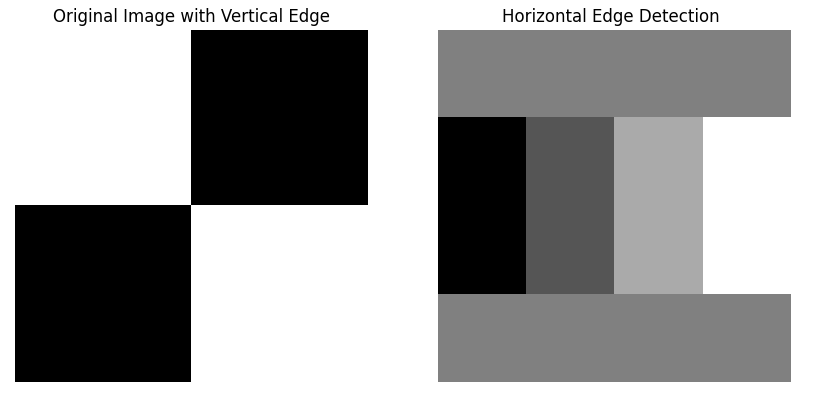 Original Image with Vertical Edge
Horizontal Edge Detection